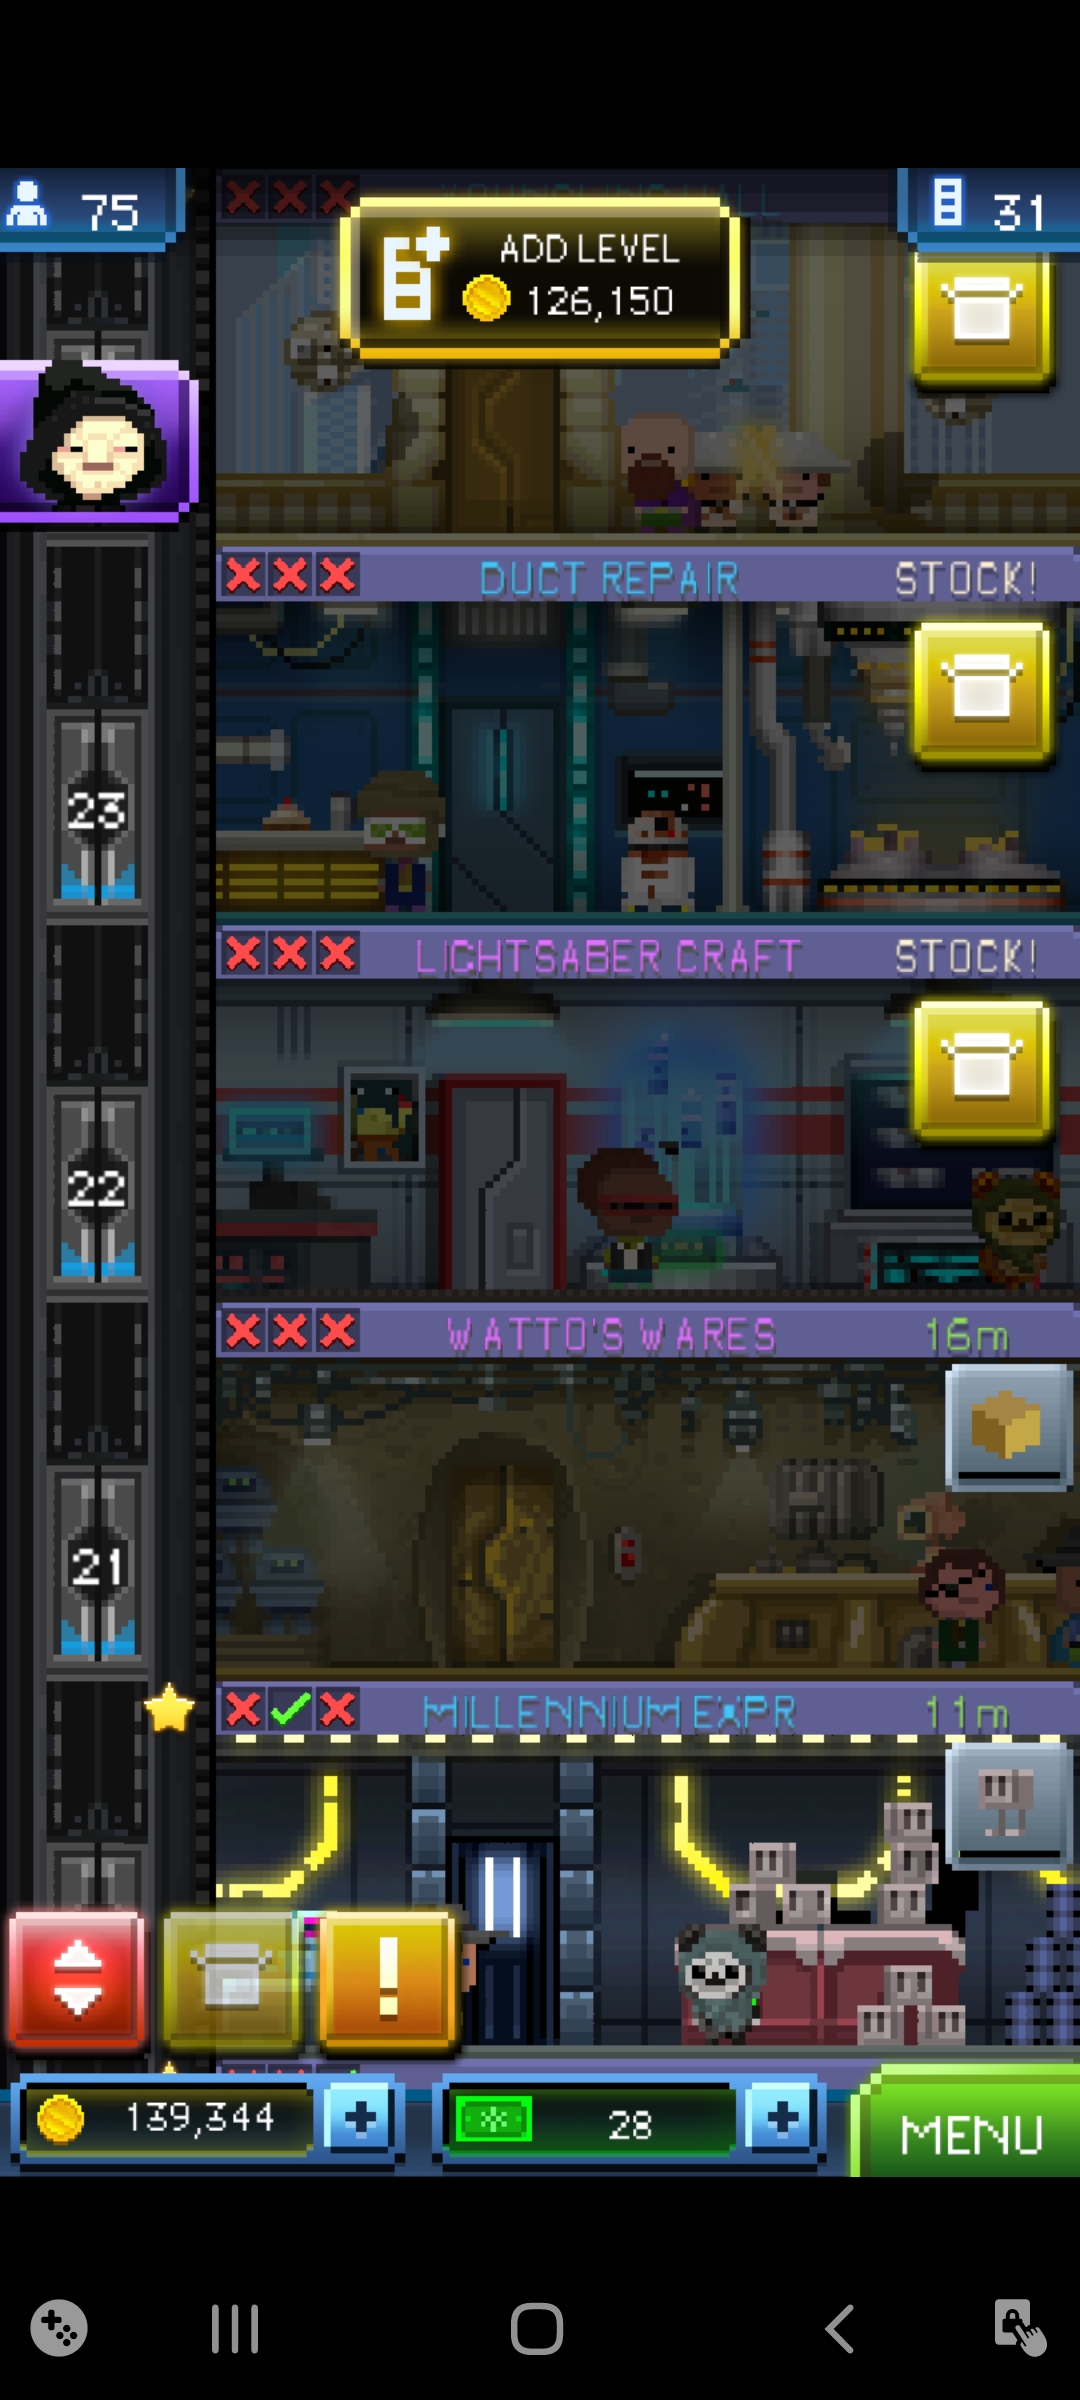 75
31
ADD LEVEL
126,150
DUCT REPAIR
STOCK!
23
LIGHTSABER CRAFT
STOCK!
22
WATTO'S WARES
16m
21
MILLENNIUM EXPR
11m
!
139,344
28
MENU